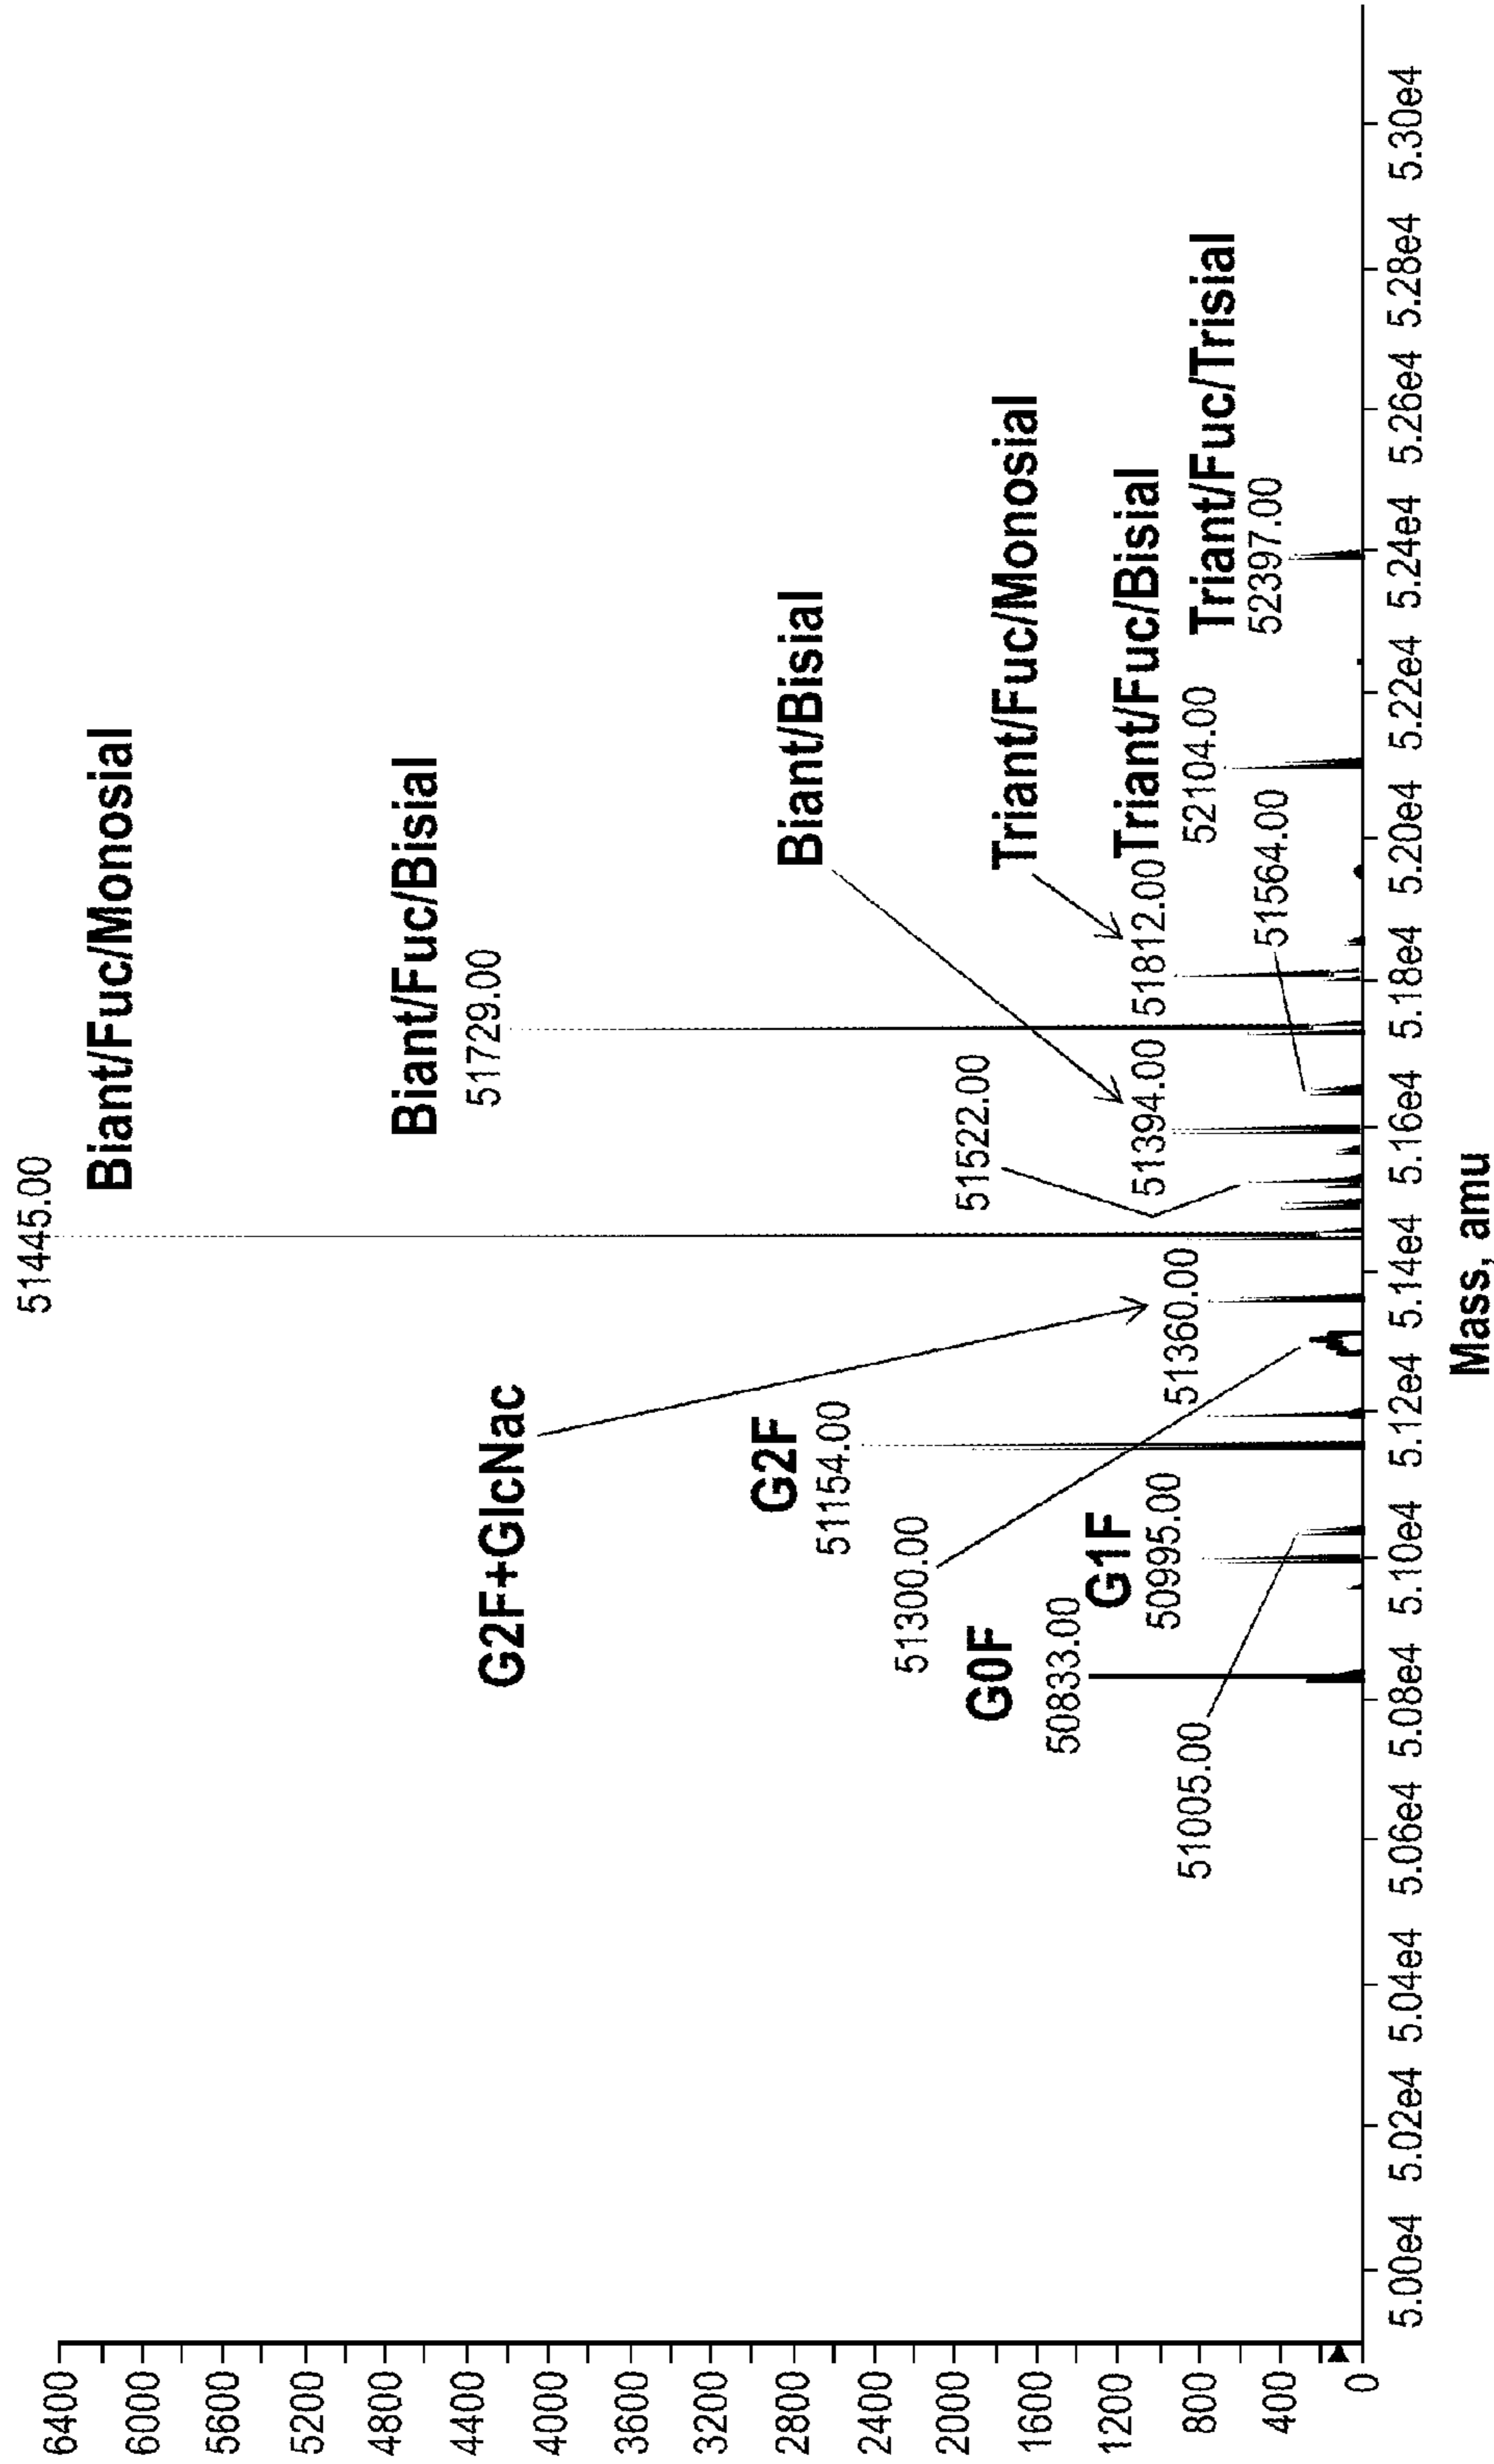 6400
6000
5600
5200
4800
4400
4000
3600
3200
2800
2400
2000
1600
1200
800
400
0
51445.00
Biant/Fuc/Monosial
Biant/Fuc/Bisial
51729.00
G2F+GlcNac
G2F
51154.00
Biant/Bisial
51300.00
51522.00
G0F
50833.00
Triant/Fuc/Monosial
G1F
50995.00
51394.00
51812.00
Triant/Fuc/Bisial
51005.00
51360.00
52104.00
Triant/Fuc/Trisial
51564.00
52397.00
5.00e4 5.02e4 5.04e4 5.06e4 5.08e4 5.10e4 5.12e4 5.14e4 5.16e4 5.18e4 5.20e4 5.22e4 5.24e4 5.26e4 5.28e4 5.30e4
Mass, amu